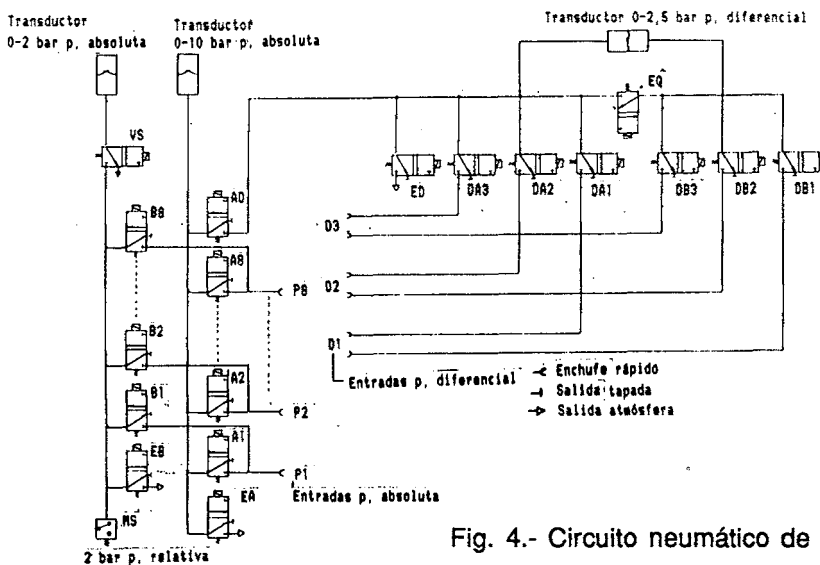 Transductor
0-2 bar p, absoluta
Transductor
0-10 bar p, absoluta
Transductor 0-2,5 bar p, diferencial
EQ
VS
ED
DA3
DA2
DA1
DB3
DB2
DB1
B8
AD
A8
D3
P8
D2
B2
D1
A2
Entradas p, diferencial
Enchufe rápido
Salida tapada
Salida atmósfera
B1
P2
A1
EB
P1
EA
Entradas p, absoluta
MS
2 bar p, relativa
Fig. 4.- Circuito neumático de